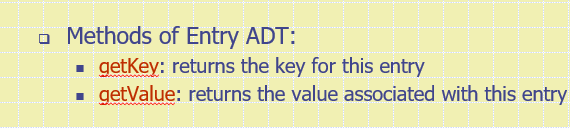 Methods of Entry ADT:
getKey: returns the key for this entry
getValue: returns the value associated with this entry